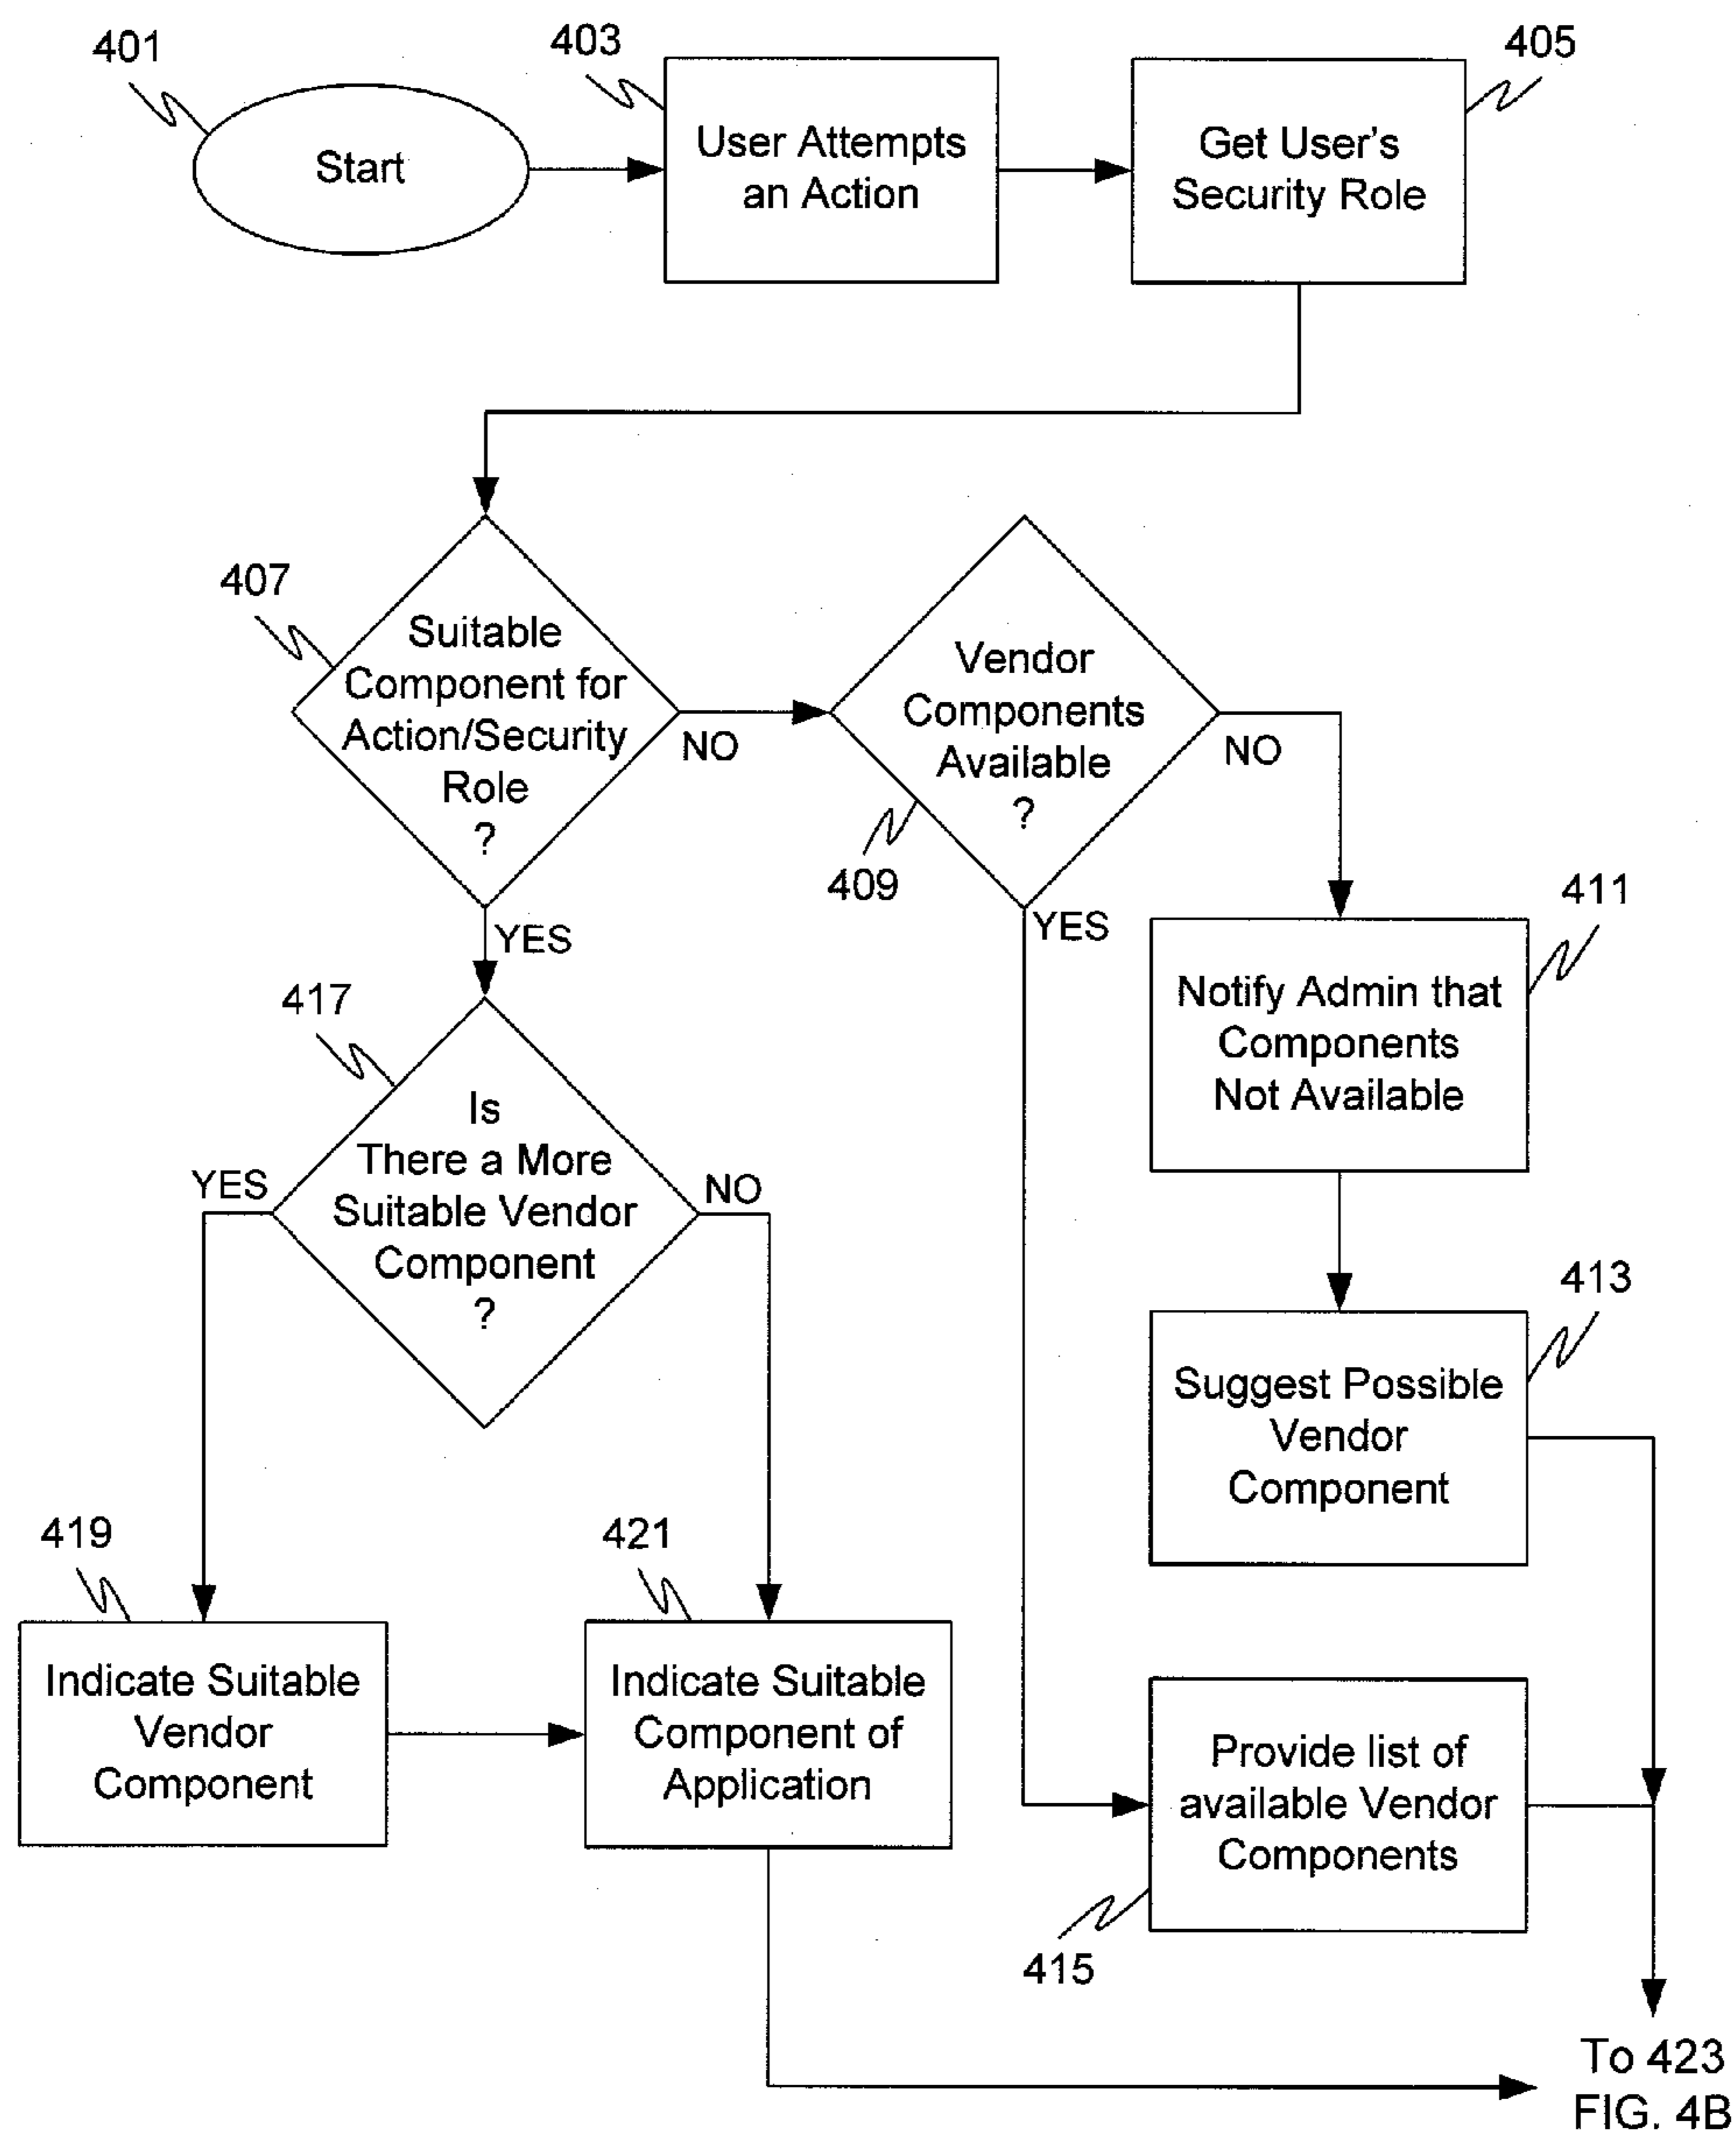 401
403
405
Start
User Attempts
an Action
Get User's
Security Role
407
Suitable
Component for
Action/Security
Role
?
NO
YES
Vendor
Components
Available
?
NO
409
YES
411
Notify Admin that
Components
Not Available
417
Is
There a More
Suitable Vendor
Component
?
YES
NO
413
Suggest Possible
Vendor
Component
419
421
Indicate Suitable
Vendor
Component
Indicate Suitable
Component of
Application
Provide list of
available Vendor
Components
415
To 423
FIG. 4B